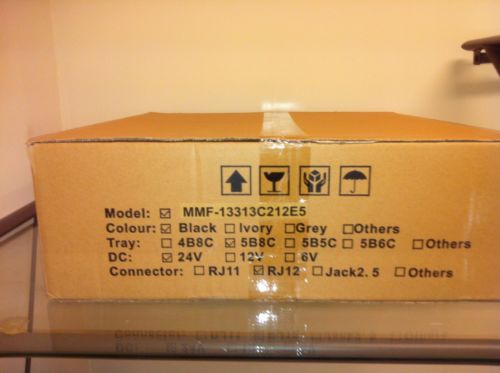 Model: ☑ MMF-13313C212E5
Colour: ☑ Black ☐ Ivory ☐ Grey ☐ Others
Tray: ☐ 4B8C ☑ 5B8C ☐ 5B5C ☐ 5B6C ☐ Others
DC: ☑ 24V ☐ 12V ☐ 6V
Connector: ☐ RJ11 ☑ RJ12 ☐ Jack2.5 ☐ Others